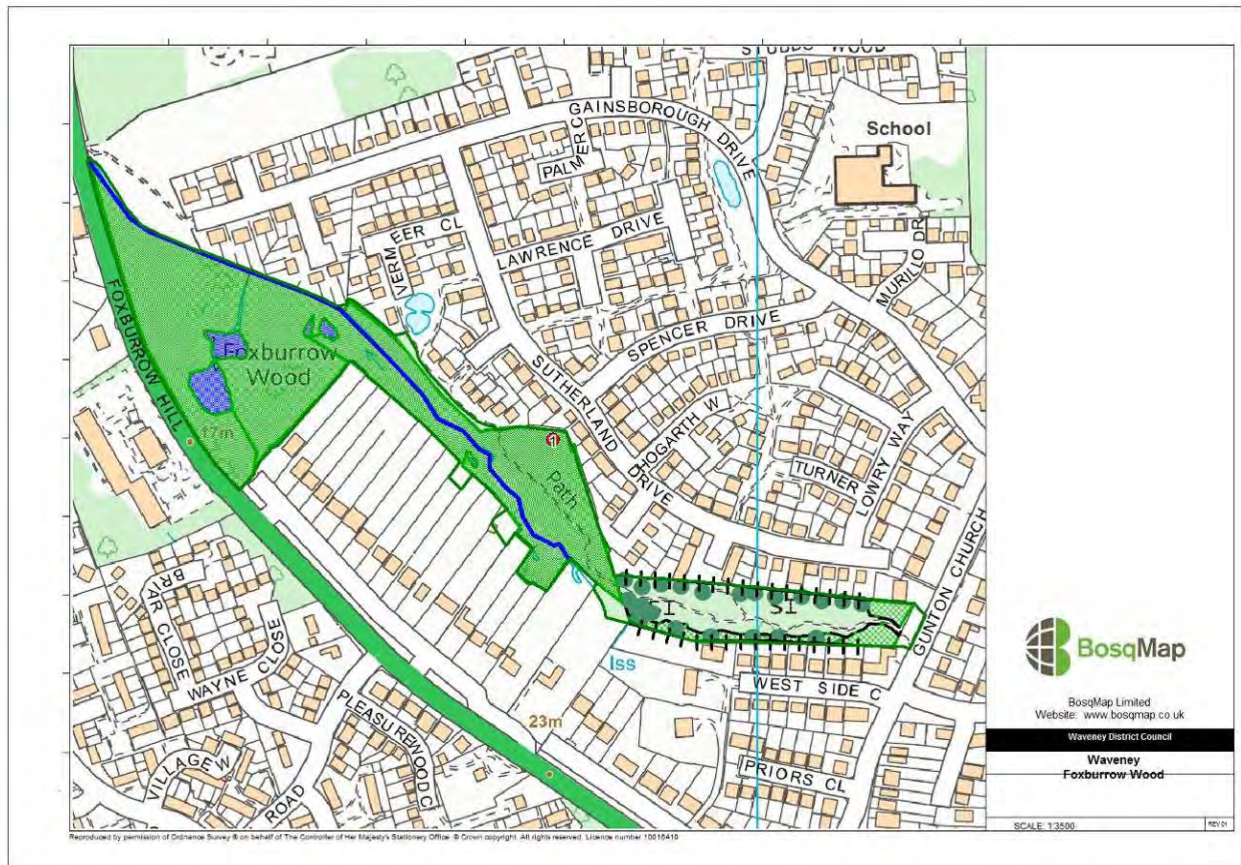 STUBBS WOOD
GAINSBOROUGH DRIVE
School
PALMER C
VERMEER CL
LAWRENCE DRIVE
MURILLO DR
SPENCER DRIVE
FOXBURROW HILL
Foxburrow
Wood
17m
SUTHERLAND
DRIVE
HOGARTH W
1
Path
TURNER
LOWRY WAY
GUNTON CHURCH
I
SI
Iss
WEST SIDE C
BRIAR CLOSE
WAYNE CLOSE
PLEASUREWOOD C
23m
VILLAGE W
ROAD
PRIORS CL
BosqMap
BosqMap Limited
Website: www.bosqmap.co.uk
Waveney District Council
Waveney
Foxburrow Wood
SCALE: 1:3500
REV 01
Reproduced by permission of Ordnance Survey ® on behalf of The Controller of Her Majesty's Stationery Office. © Crown copyright. All rights reserved. Licence number 10016410